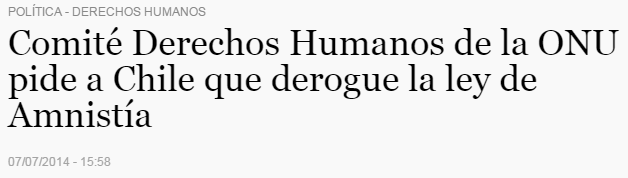 POLÍTICA - DERECHOS HUMANOS
Comité Derechos Humanos de la ONU
pide a Chile que derogue la ley de
Amnistía
07/07/2014 - 15:58